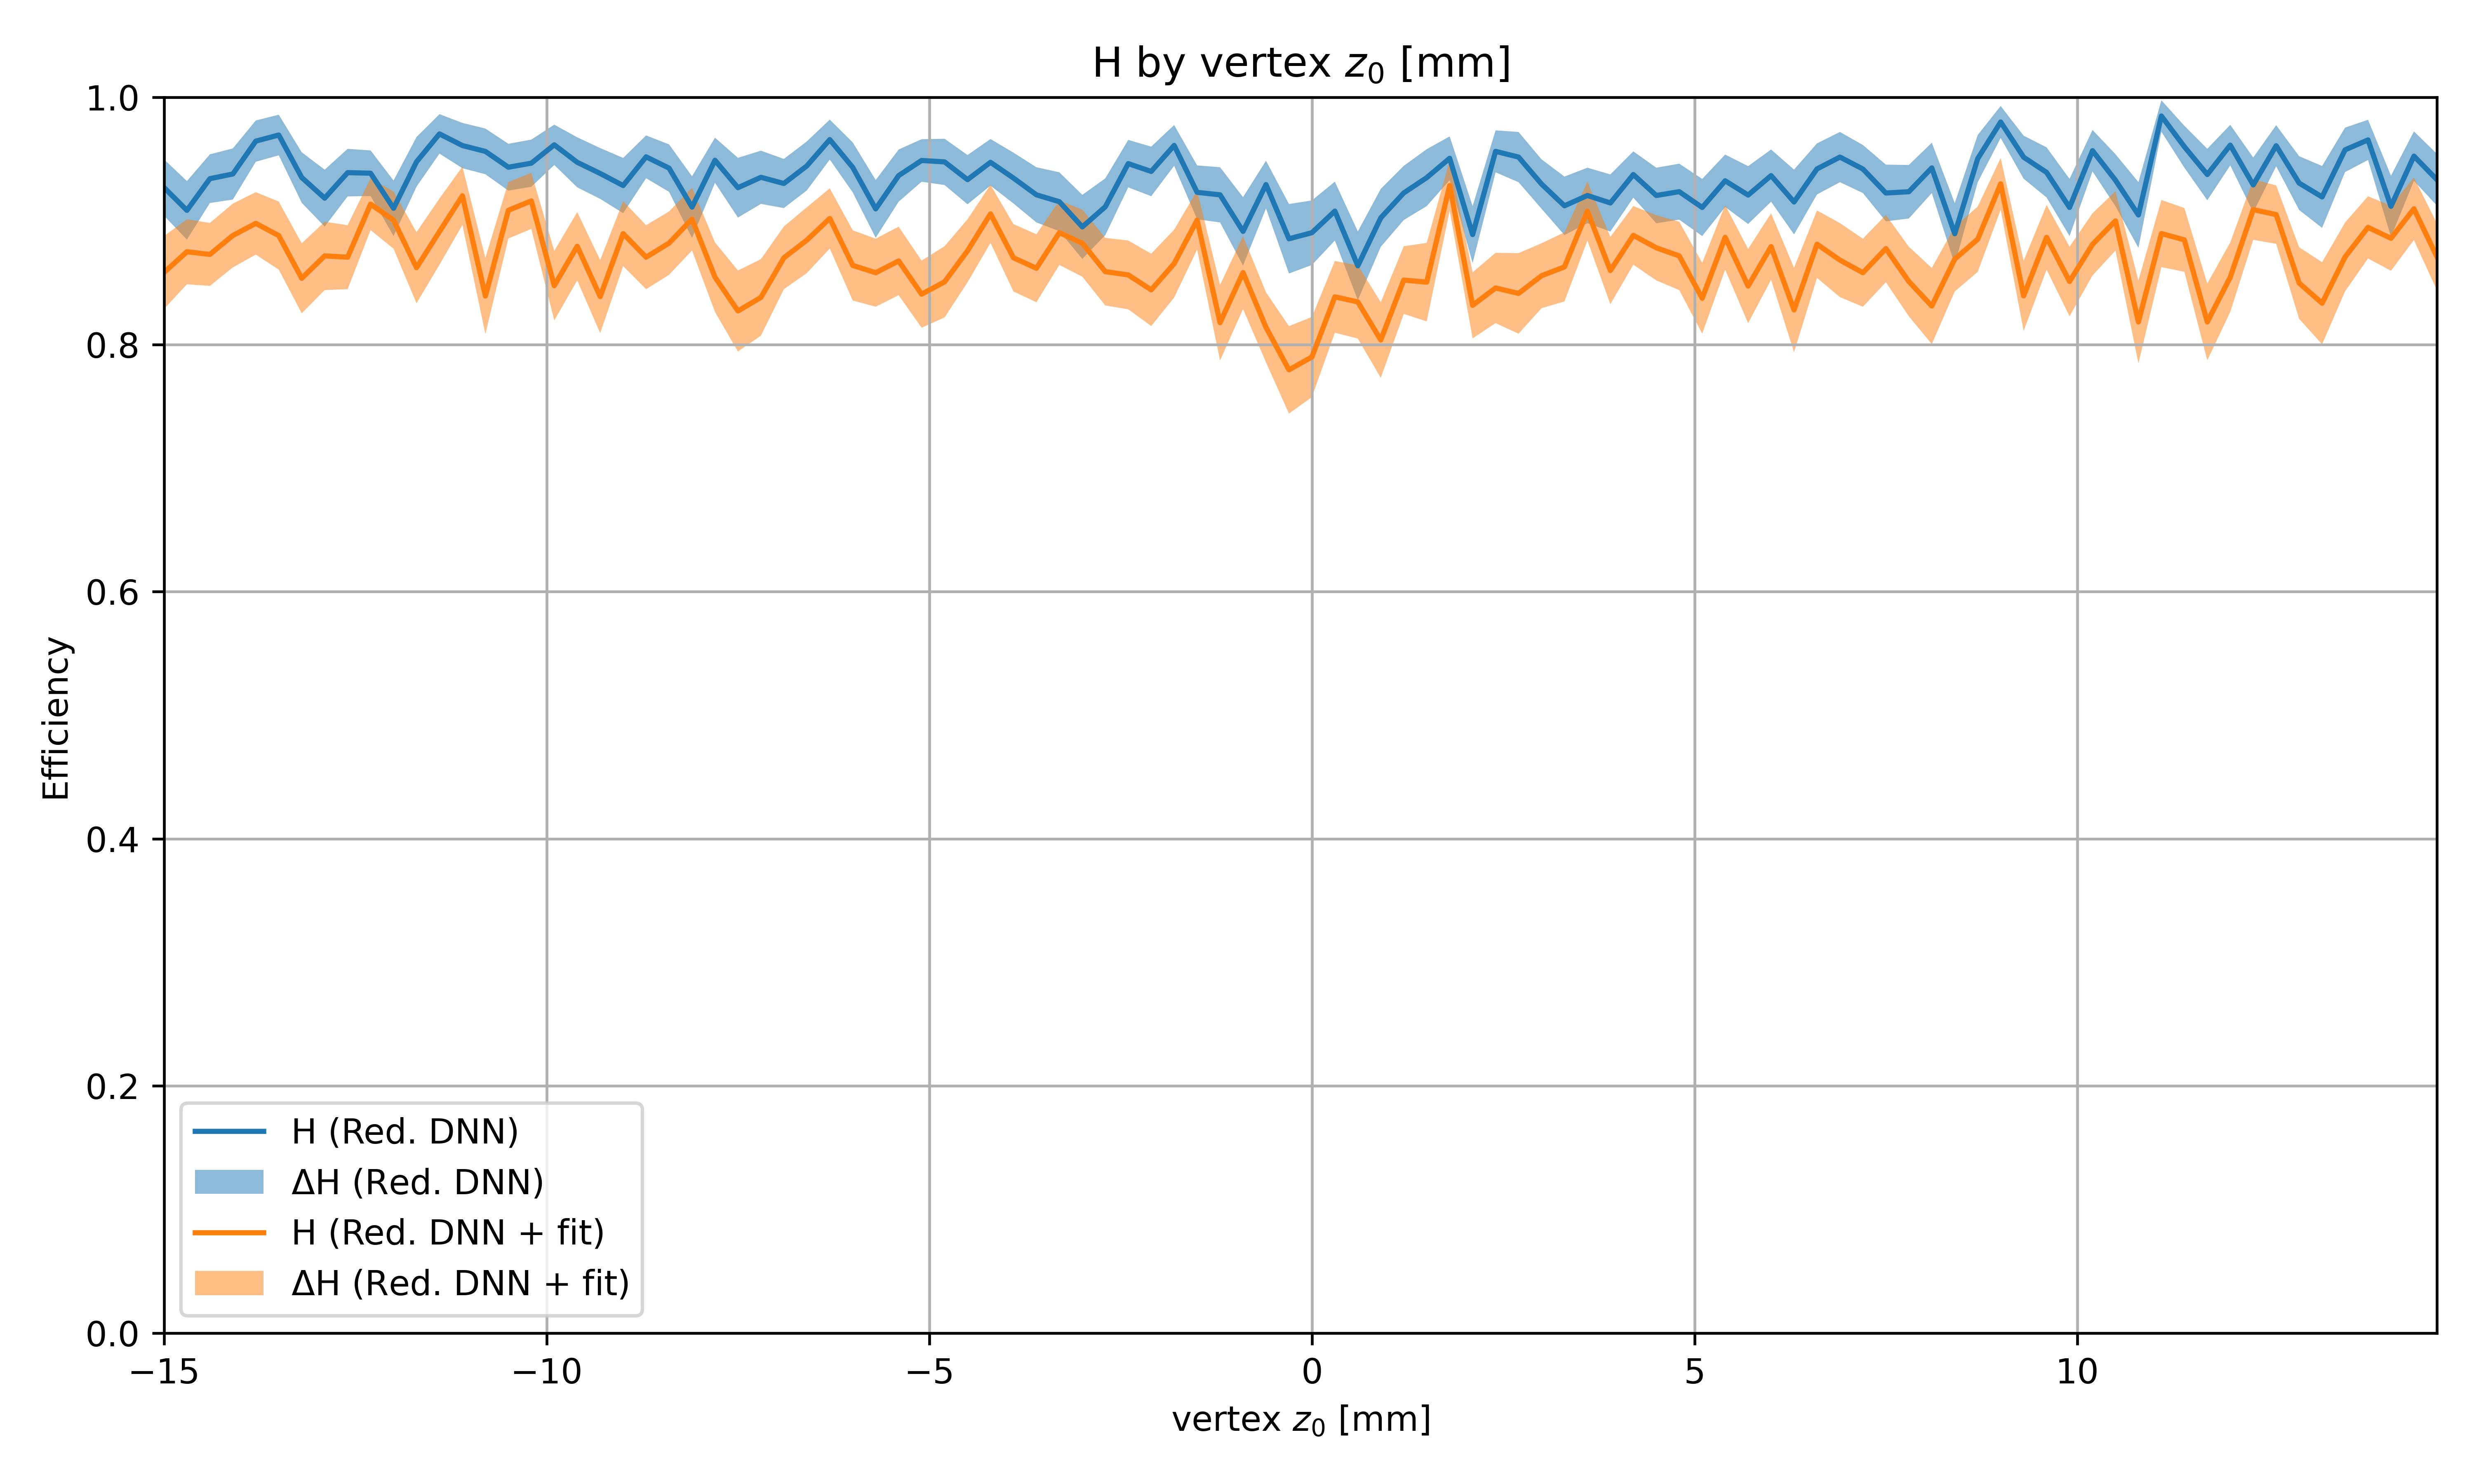 H by vertex z₀ [mm]
1.0
0.8
0.6
0.4
0.2
0.0
Efficiency
H (Red. DNN)
ΔH (Red. DNN)
H (Red. DNN + fit)
ΔH (Red. DNN + fit)
−15 −10 −5 0 5 10
vertex z₀ [mm]